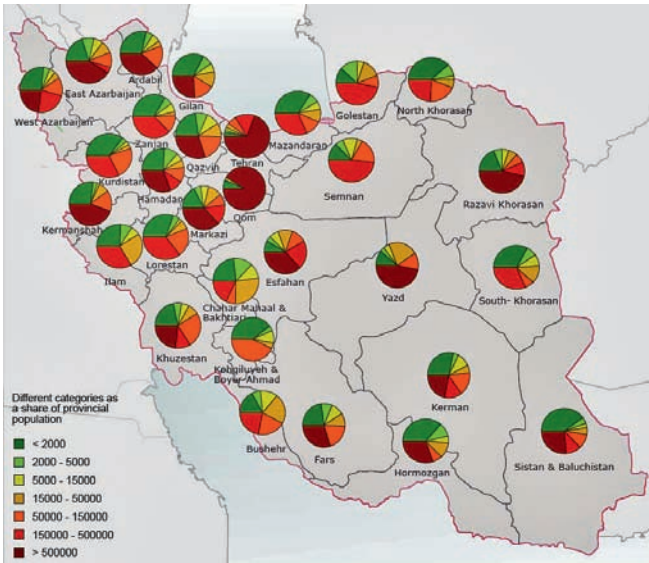 Ardabil
East Azarbaijan
Gilan
West Azarbaijan
Golestan
North Khorasan
Zanjan
Mazandaran
Qazvin
Tehran
Kurdistan
Hamadan
Semnan
Razavi Khorasan
Qom
Kermanshah
Markazi
Lorestan
Ilam
Esfahan
Yazd
South- Khorasan
Chahar Mahaal &
Bakhtiari
Khuzestan
Kohgiluyeh &
Boyer-Ahmad
Kerman
Different categories as
a share of provincial
population
< 2000
2000 - 5000
5000 - 15000
15000 - 50000
50000 - 150000
150000 - 500000
> 500000
Bushehr
Fars
Hormozgan
Sistan & Baluchistan